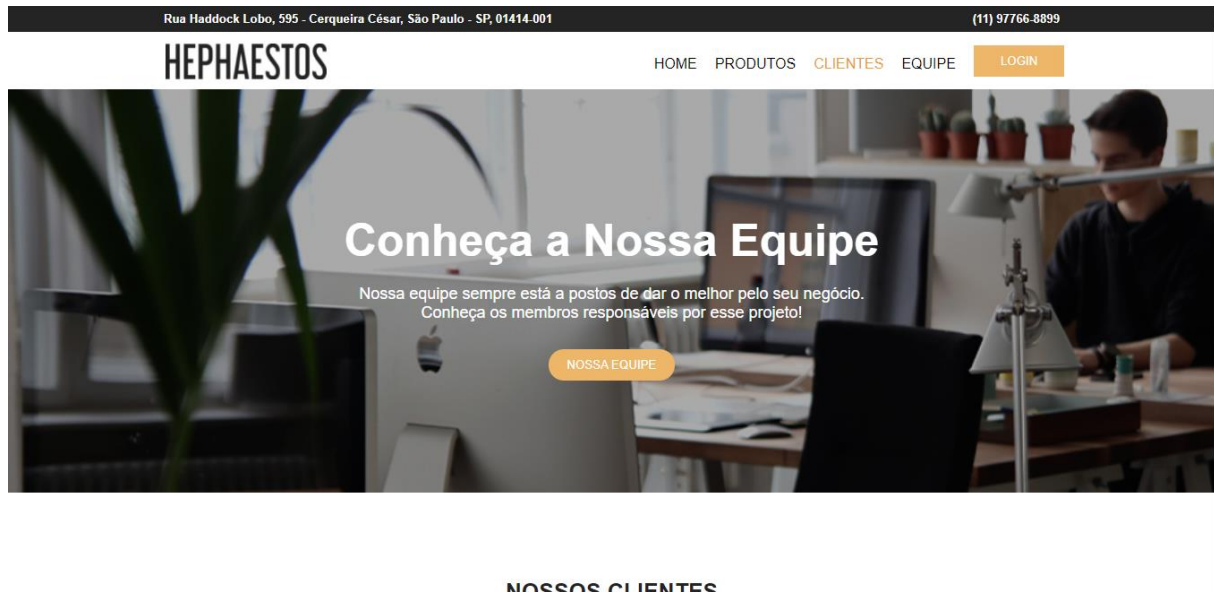 Rua Haddock Lobo, 595 - Cerqueira César, São Paulo - SP, 01414-001
(11) 97766-8899
HEPHAESTOS
HOME PRODUTOS CLIENTES EQUIPE LOGIN
Conheça a Nossa Equipe
Nossa equipe sempre está a postos de dar o melhor pelo seu negócio.
Conheça os membros responsáveis por esse projeto!
NOSSA EQUIPE
NOSSOS CLIENTES